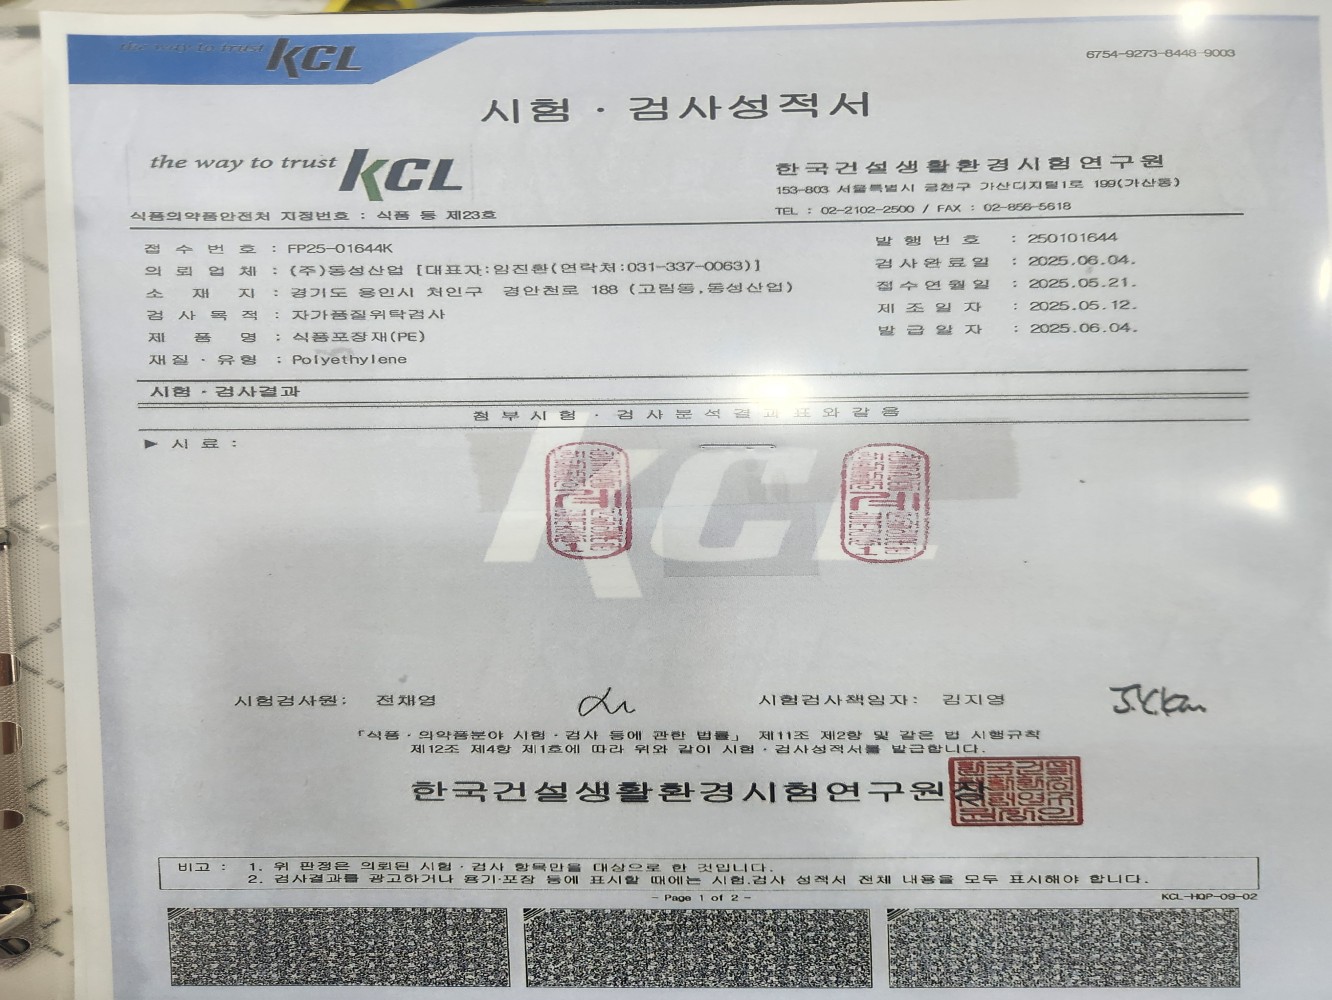 the way to trust KCL
6754-9273-8448-9003
시험 · 검사성적서
the way to trust KCL
한국건설생활환경시험연구원
153-803 서울특별시 금천구 가산디지털1로 199(가산동)
TEL : 02-2102-2500 / FAX : 02-856-5618
식품의약품안전처 지정번호 : 식품 등 제23호
접 수 번 호 : FP25-01644K
발 행 번 호 : 250101644
의 뢰 업 체 : (주)동성산업 [대표자:임진환(연락처:031-337-0063)]
검사완료일 : 2025.06.04.
소 재 지 : 경기도 용인시 처인구 경안천로 188 (고림동,동성산업)
접수연월일 : 2025.05.21.
검 사 목 적 : 자가품질위탁검사
제 조 일 자 : 2025.05.12.
제 품 명 : 식품포장재(PE)
발 급 일 자 : 2025.06.04.
재질 · 유형 : Polyethylene
시험 · 검사결과
첨 부 시 험 · 검 사 분 석 결 과 표 와 같 음
▶ 시 료 :
KCL
시험검사원: 전채영
시험검사책임자: 김지영
「식품 · 의약품분야 시험 · 검사 등에 관한 법률」 제11조 제2항 및 같은 법 시행규칙
제12조 제4항 제1호에 따라 위와 같이 시험 · 검사성적서를 발급합니다.
한국건설생활환경시험연구원장
비고 : 1. 위 판정은 의뢰된 시험 · 검사 항목만을 대상으로 한 것입니다.
2. 검사결과를 광고하거나 용기·포장 등에 표시할 때에는 시험.검사 성적서 전체 내용을 모두 표시해야 합니다.
- Page 1 of 2 -
KCL-HQP-09-02